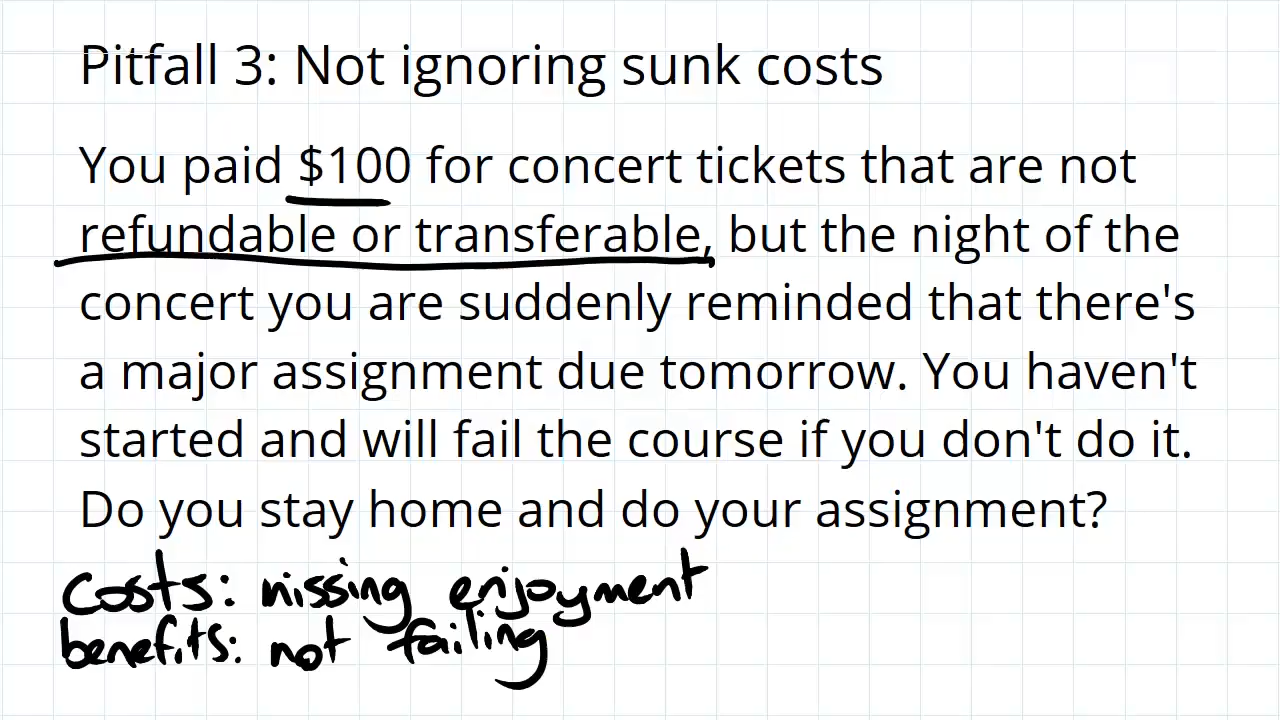 Pitfall 3: Not ignoring sunk costs
You paid $100 for concert tickets that are not
refundable or transferable, but the night of the
concert you are suddenly reminded that there's
a major assignment due tomorrow. You haven't
started and will fail the course if you don't do it.
Do you stay home and do your assignment?
costs: missing enjoyment
benefits: not failing